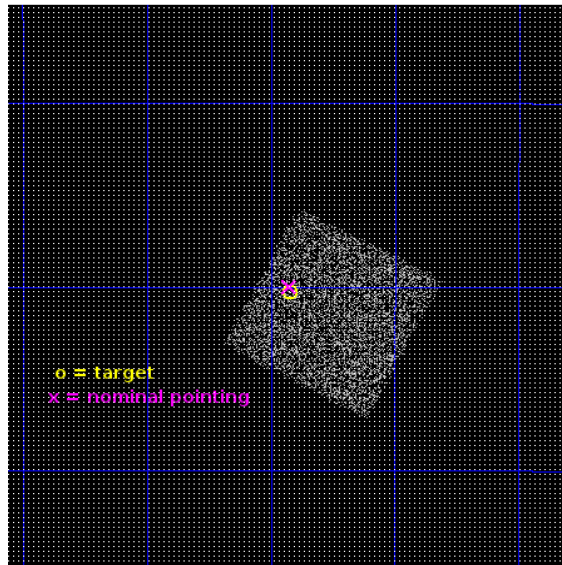 o = target
x = nominal pointing